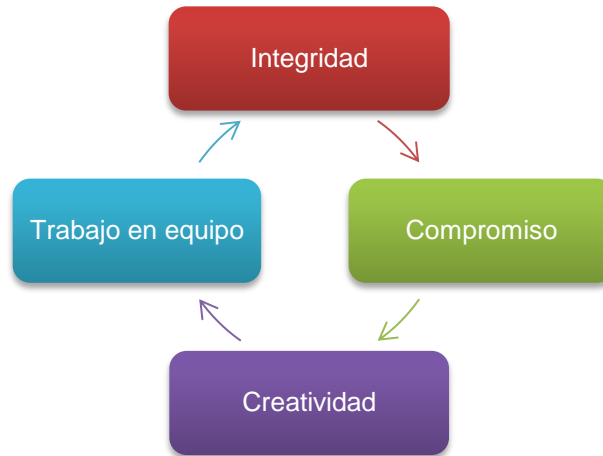 Integridad
Trabajo en equipo
Compromiso
Creatividad